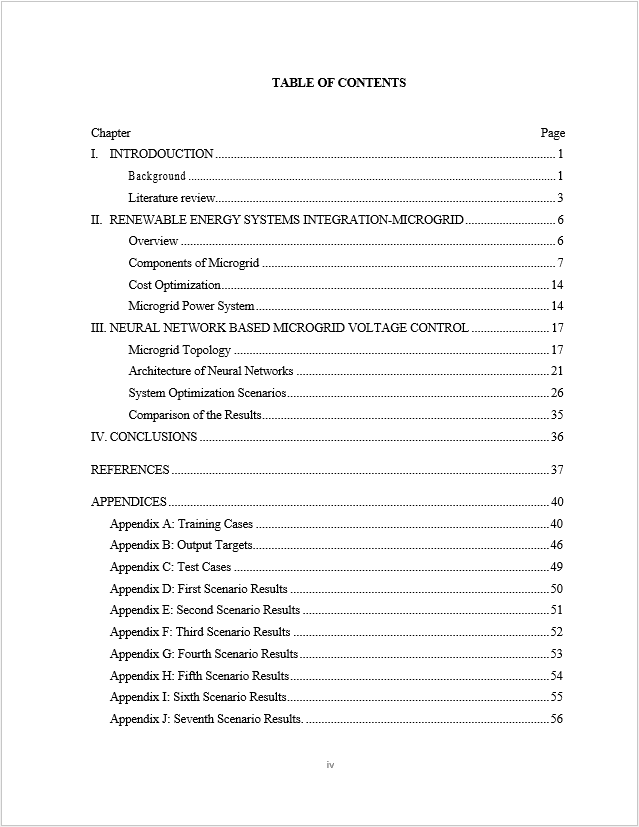 TABLE OF CONTENTS
Chapter Page
I. INTRODOUCTION ........................................................ 1
Background ........................................................ 1
Literature review........................................................ 3
II. RENEWABLE ENERGY SYSTEMS INTEGRATION-MICROGRID........................ 6
Overview ........................................................ 6
Components of Microgrid ........................................................ 7
Cost Optimization........................................................ 14
Microgrid Power System........................................................ 14
III. NEURAL NETWORK BASED MICROGRID VOLTAGE CONTROL ........................ 17
Microgrid Topology ........................................................ 17
Architecture of Neural Networks ........................................................ 21
System Optimization Scenarios........................................................ 26
Comparison of the Results........................................................ 35
IV. CONCLUSIONS ........................................................ 36
REFERENCES ........................................................ 37
APPENDICES ........................................................ 40
Appendix A: Training Cases ........................................................ 40
Appendix B: Output Targets........................................................ 46
Appendix C: Test Cases ........................................................ 49
Appendix D: First Scenario Results ........................................................ 50
Appendix E: Second Scenario Results ........................................................ 51
Appendix F: Third Scenario Results ........................................................ 52
Appendix G: Fourth Scenario Results........................................................ 53
Appendix H: Fifth Scenario Results........................................................ 54
Appendix I: Sixth Scenario Results........................................................ 55
Appendix J: Seventh Scenario Results. ........................................................ 56
iv